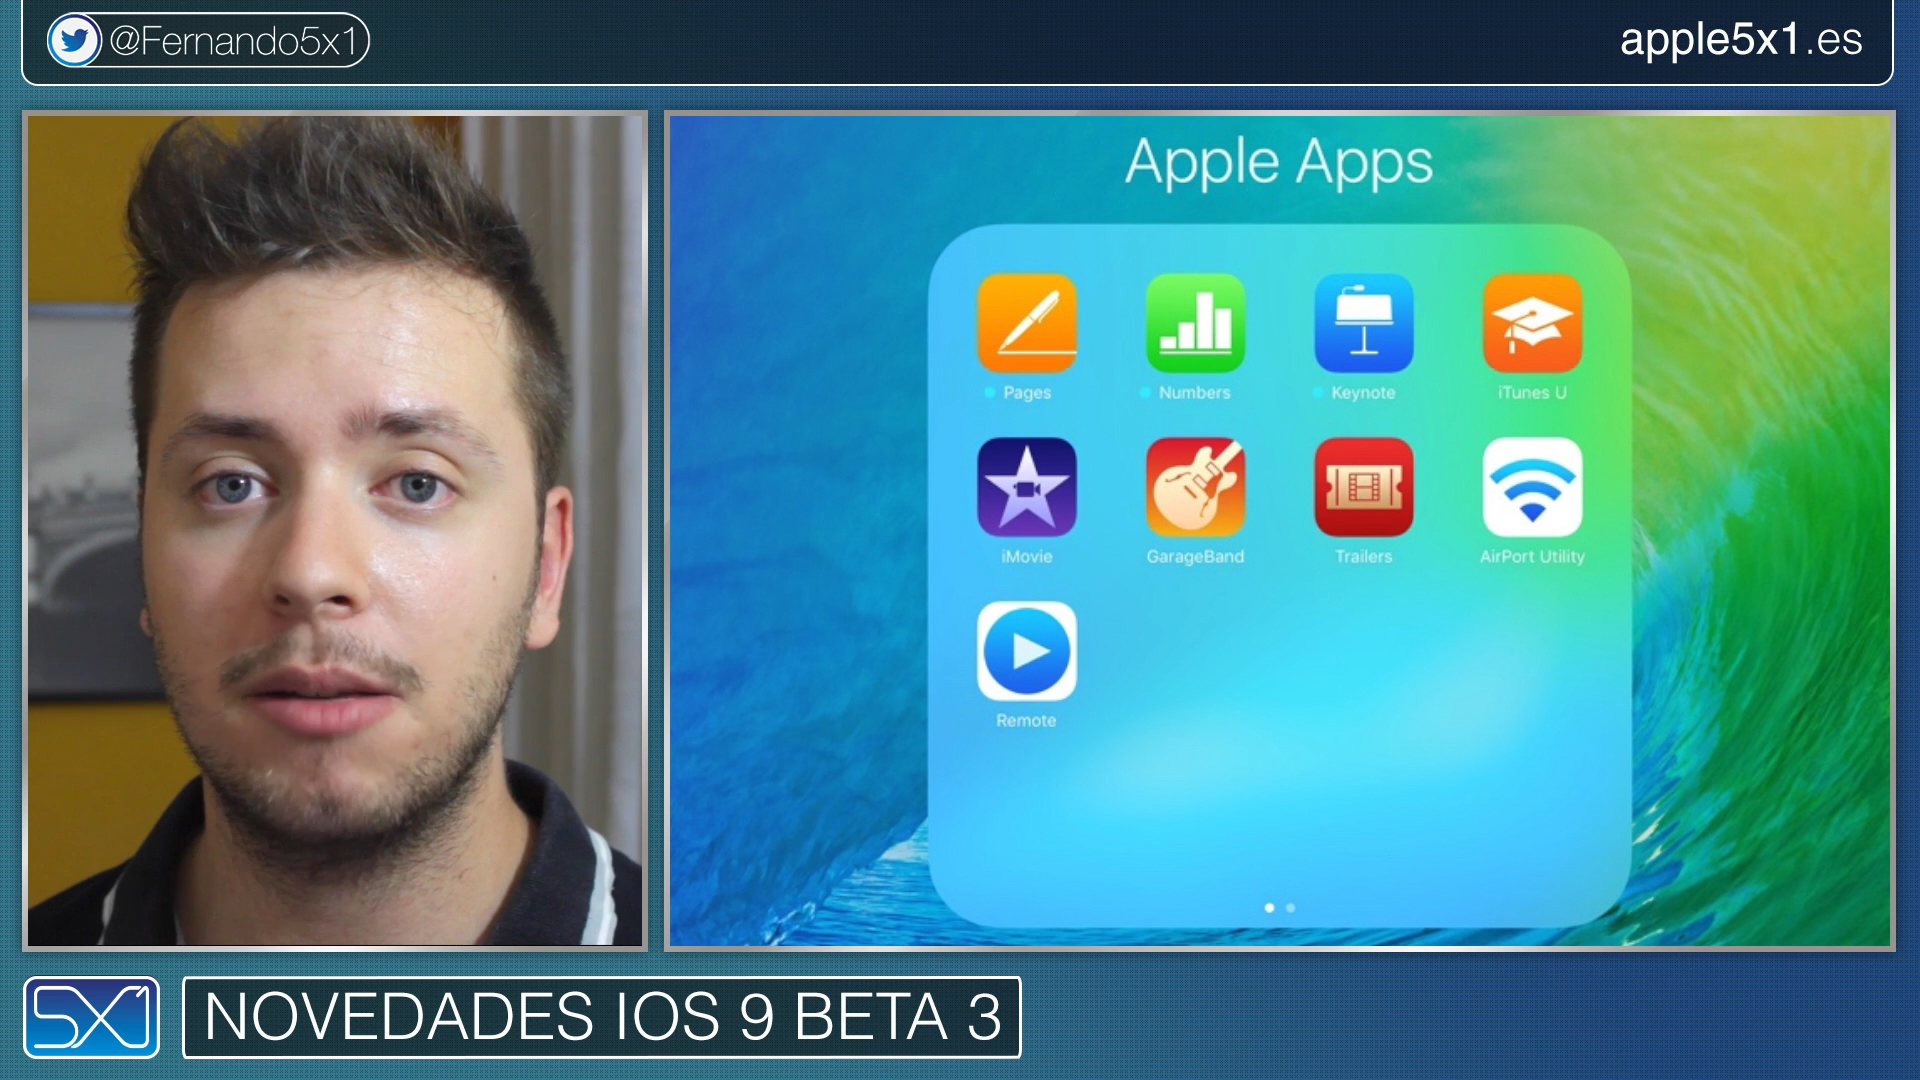 @Fernando5x1
apple5x1.es
Apple Apps
Pages
Numbers
Keynote
iTunes U
iMovie
GarageBand
Trailers
AirPort Utility
Remote
5X1
NOVEDADES IOS 9 BETA 3